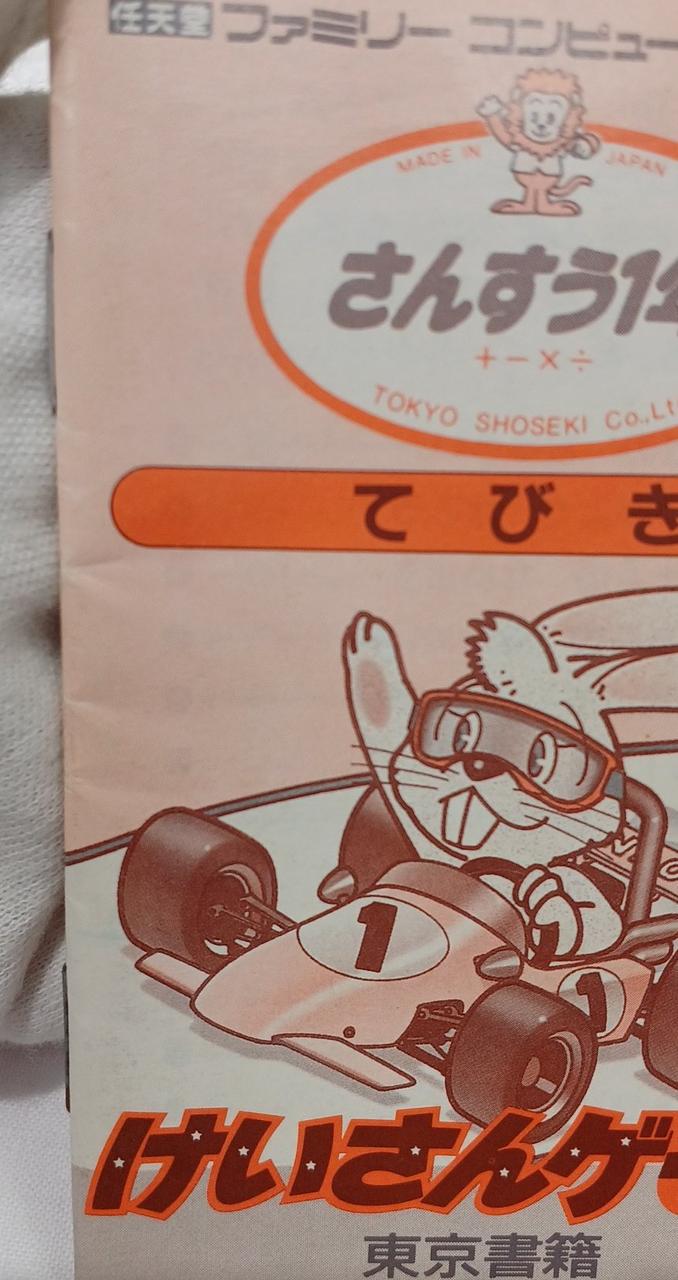 任天堂 ファミリー コンピュー
MADE IN JAPAN
さんすう1年
+−×÷
TOKYO SHOSEKI Co.,Lt
てびき
1
1
けいさんゲー
東京書籍